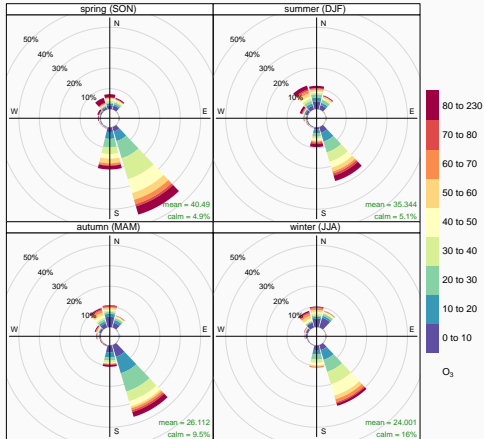 spring (SON)
N
50%
40%
30%
20%
10%
W
E
S
mean = 40.49
calm = 4.9%
summer (DJF)
N
50%
40%
30%
20%
10%
W
E
S
mean = 35.344
calm = 5.1%
autumn (MAM)
N
50%
40%
30%
20%
10%
W
E
S
mean = 26.112
calm = 9.5%
winter (JJA)
N
50%
40%
30%
20%
10%
W
E
S
mean = 24.001
calm = 16%
80 to 230
70 to 80
60 to 70
50 to 60
40 to 50
30 to 40
20 to 30
10 to 20
0 to 10
O₃